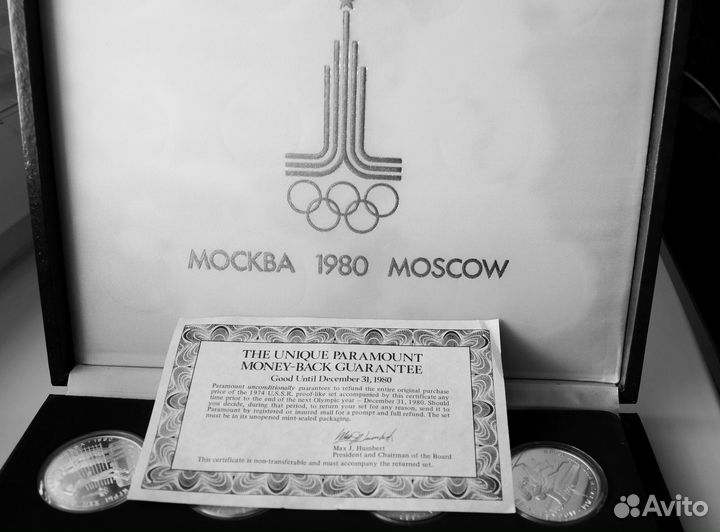 МОСКВА 1980 MOSCOW
THE UNIQUE PARAMOUNT
MONEY-BACK GUARANTEE
Good Until December 31, 1980
Paramount unconditionally guarantees to refund the entire original purchase
price of the 1974 U.S.S.R. proof-like set accompanied by this certificate any
time prior to the end of the next Olympic year – December 31, 1980. Should
you decide, during that period, to return your set for any reason, send it to
Paramount by registered or insured mail for a prompt and full refund. The set
must be in its unopened mint-sealed packaging.
Max J. Humbert
Max J. Humbert
President and Chairman of the Board
This certificate is non-transferable and must accompany the returned set.
Avito